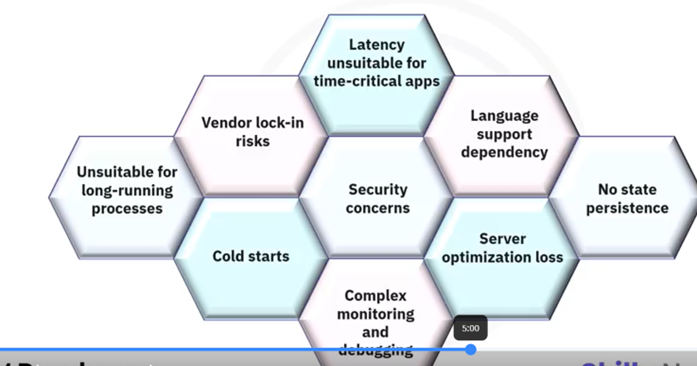 Latency
unsuitable for
time-critical apps
Vendor lock-in
risks
Language
support
dependency
Unsuitable for
long-running
processes
Security
concerns
No state
persistence
Cold starts
Server
optimization loss
Complex
monitoring
and
debugging
5:00